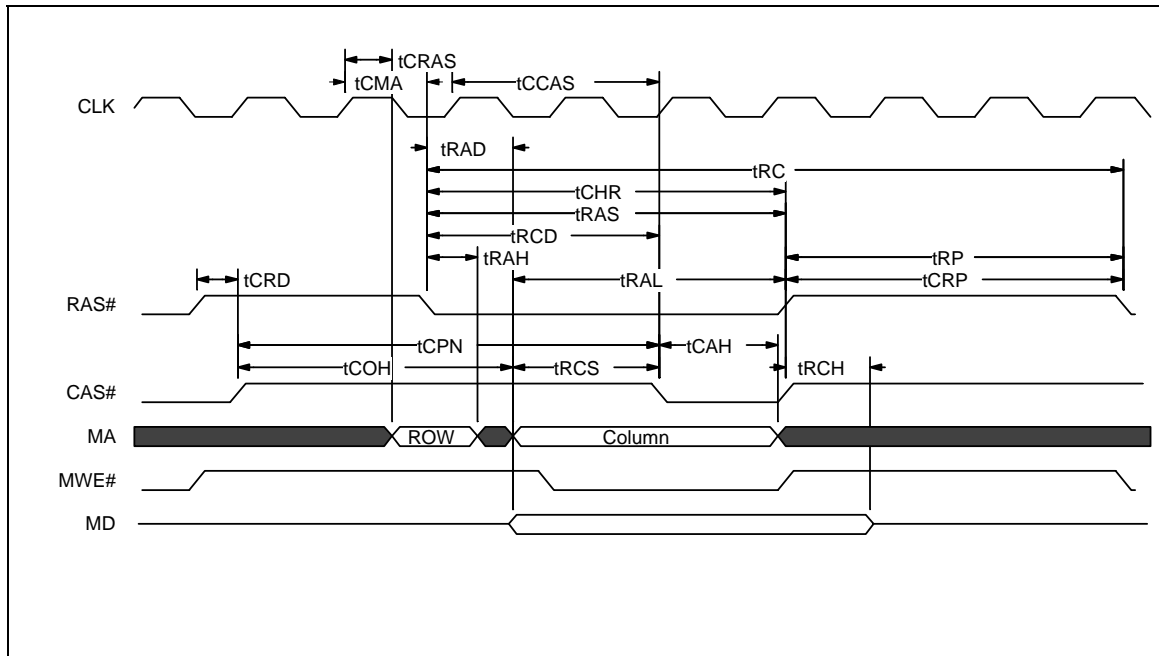 tCRAS
tCMA
tCCAS
CLK
tRAD
tRC
tCHR
tRAS
tRCD
tRAH
tRP
tCRD
tRAL
tCRP
RAS#
tCPN
tCAH
tCOH
tRCS
tRCH
CAS#
MA
ROW
Column
MWE#
MD